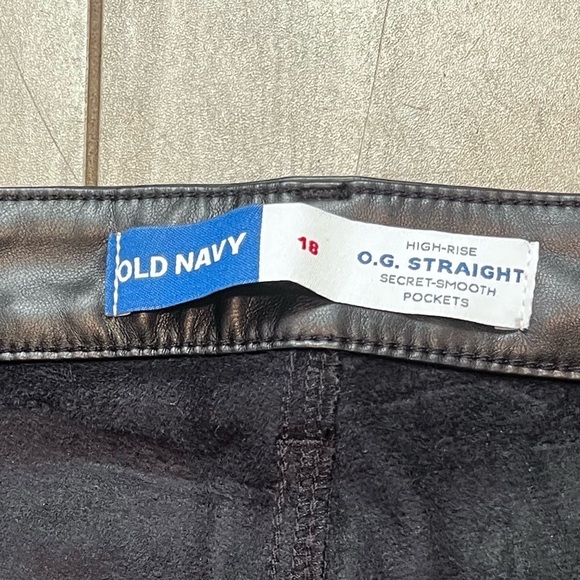 OLD NAVY
18
HIGH-RISE
O.G. STRAIGHT
SECRET-SMOOTH
POCKETS